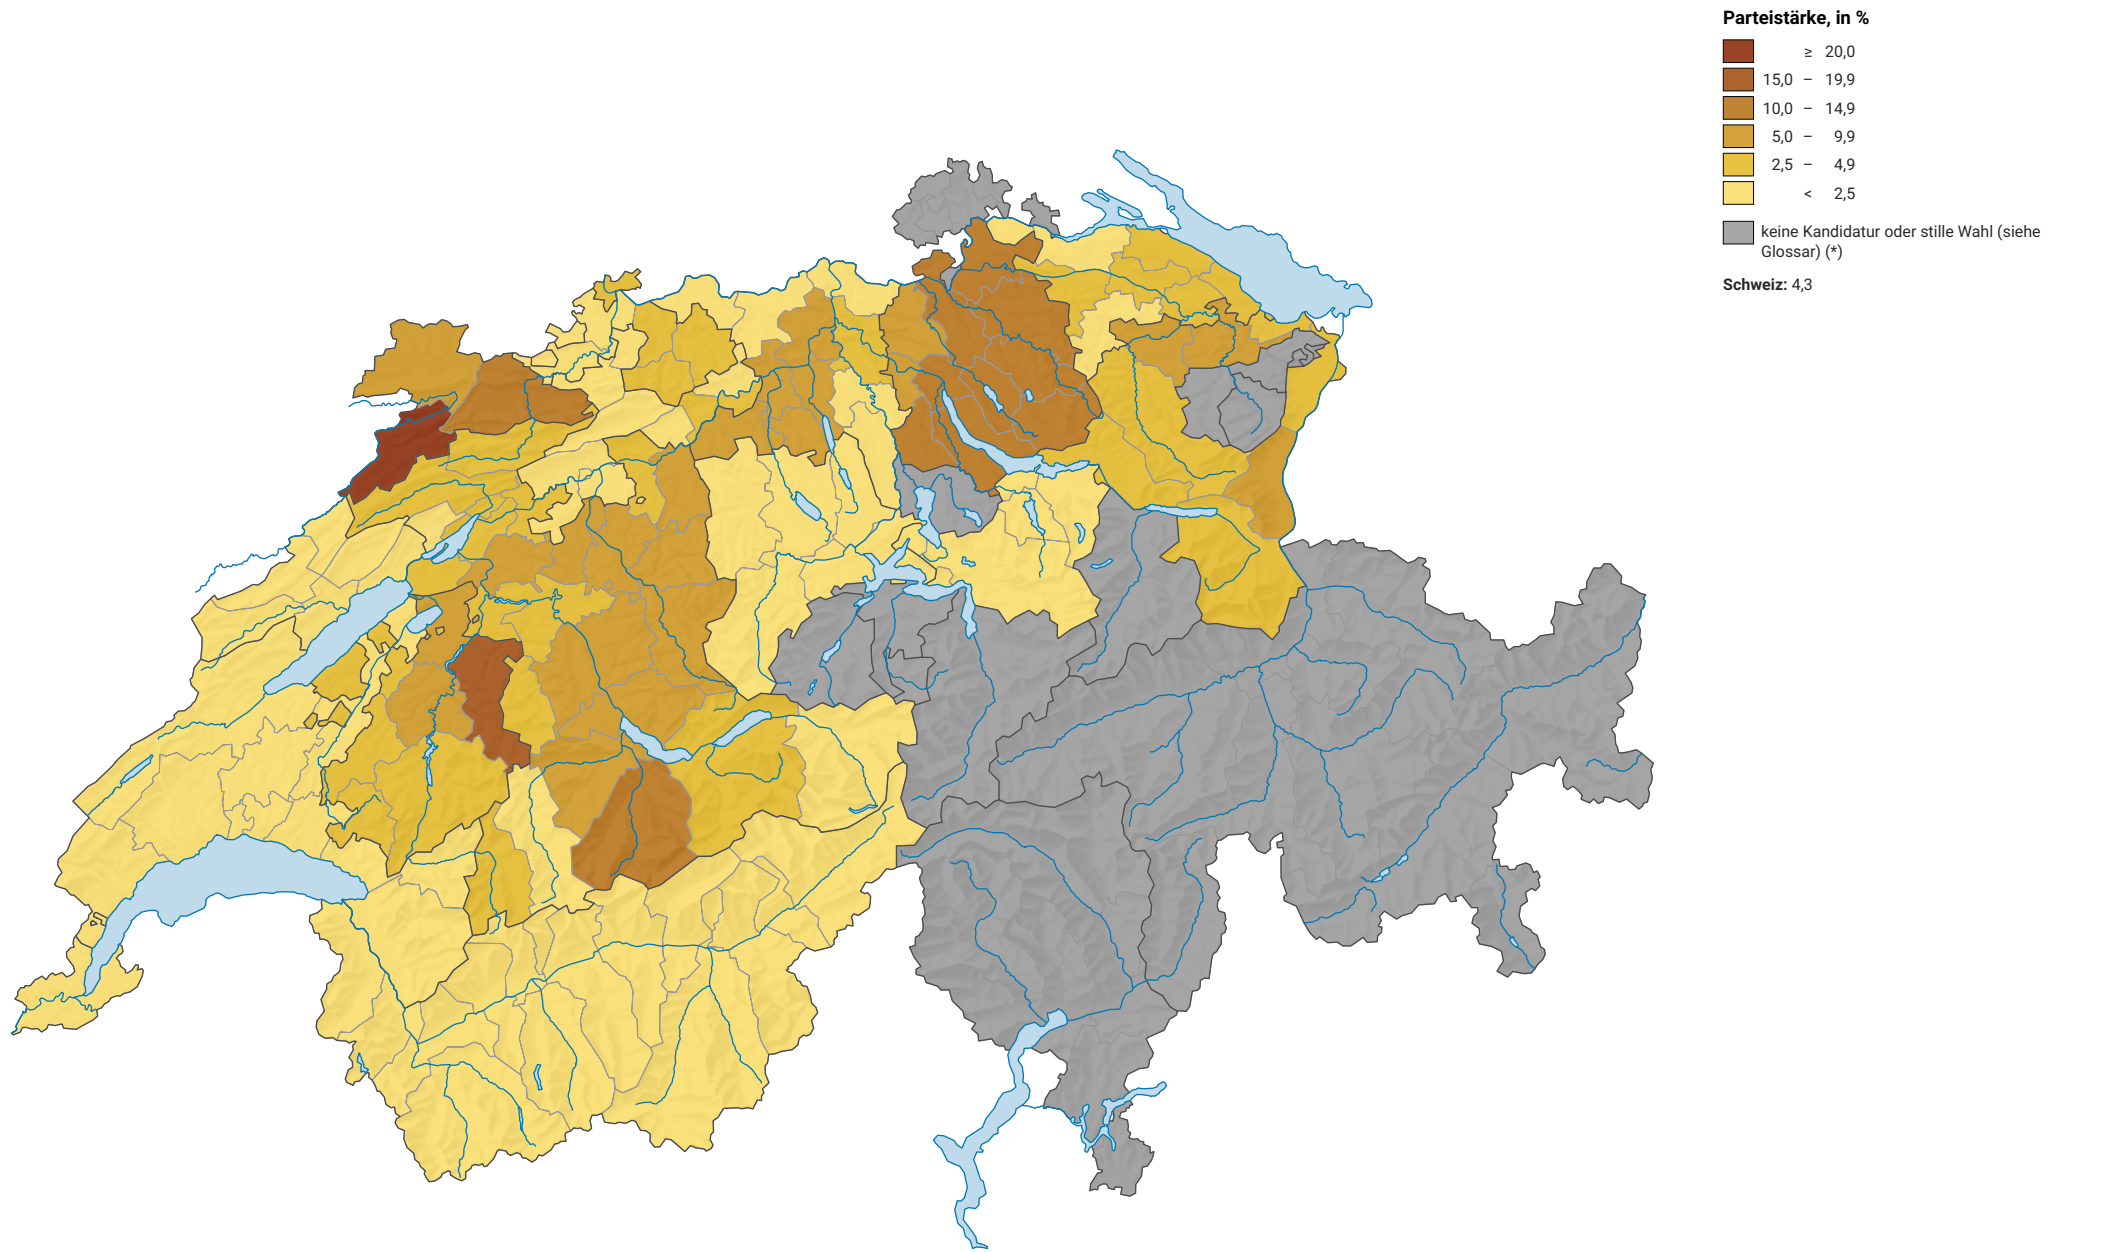 Parteistärke, in %
≥ 20,0
15,0 – 19,9
10,0 – 14,9
5,0 – 9,9
2,5 – 4,9
< 2,5
keine Kandidatur oder stille Wahl (siehe
Glossar) (*)
Schweiz: 4,3